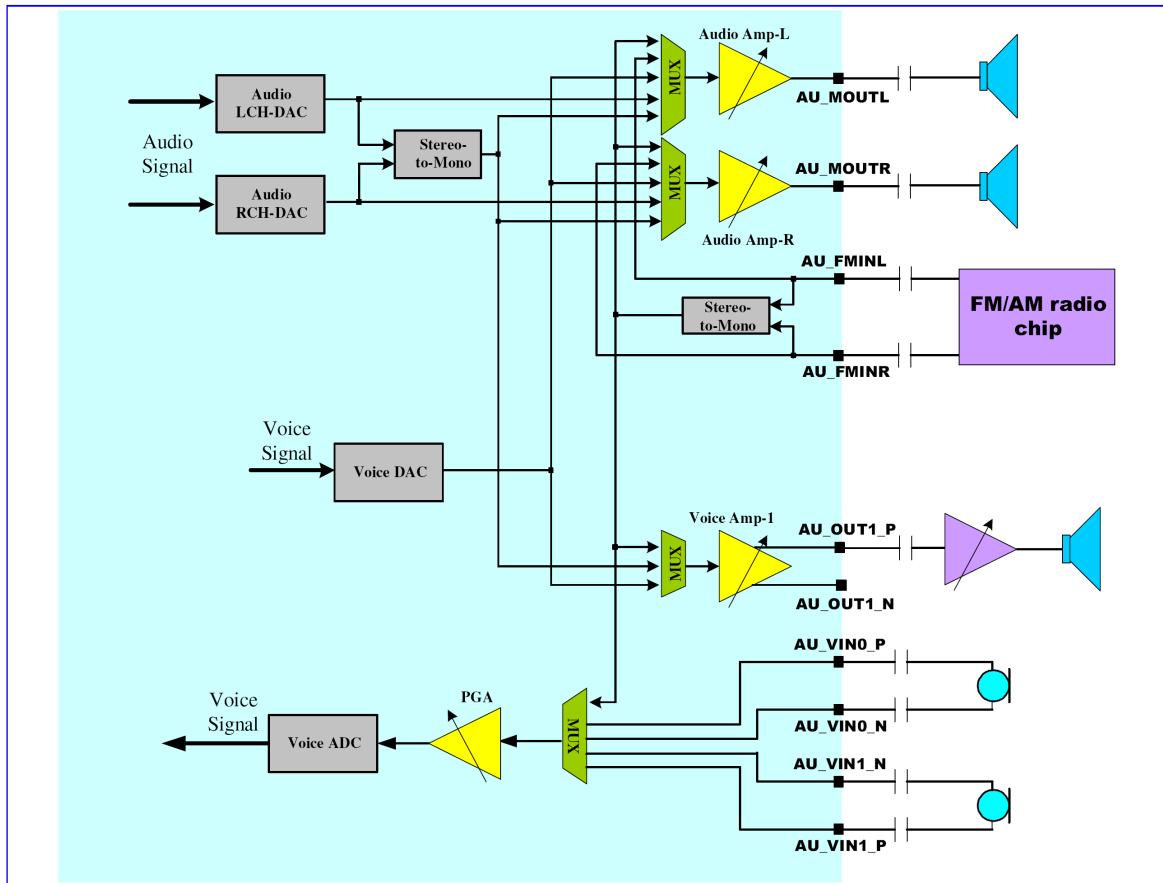 Audio Amp-L
MUX
Audio
LCH-DAC
AU_MOUTL
Audio
Signal
Stereo-
to-Mono
MUX
AU_MOUTR
Audio
RCH-DAC
Audio Amp-R
AU_FMINL
FM/AM radio
chip
Stereo-
to-Mono
AU_FMINR
Voice
Signal
Voice DAC
Voice Amp-1
AU_OUT1_P
MUX
AU_OUT1_N
AU_VIN0_P
Voice
Signal
PGA
MUX
AU_VIN0_N
Voice ADC
AU_VIN1_N
AU_VIN1_P